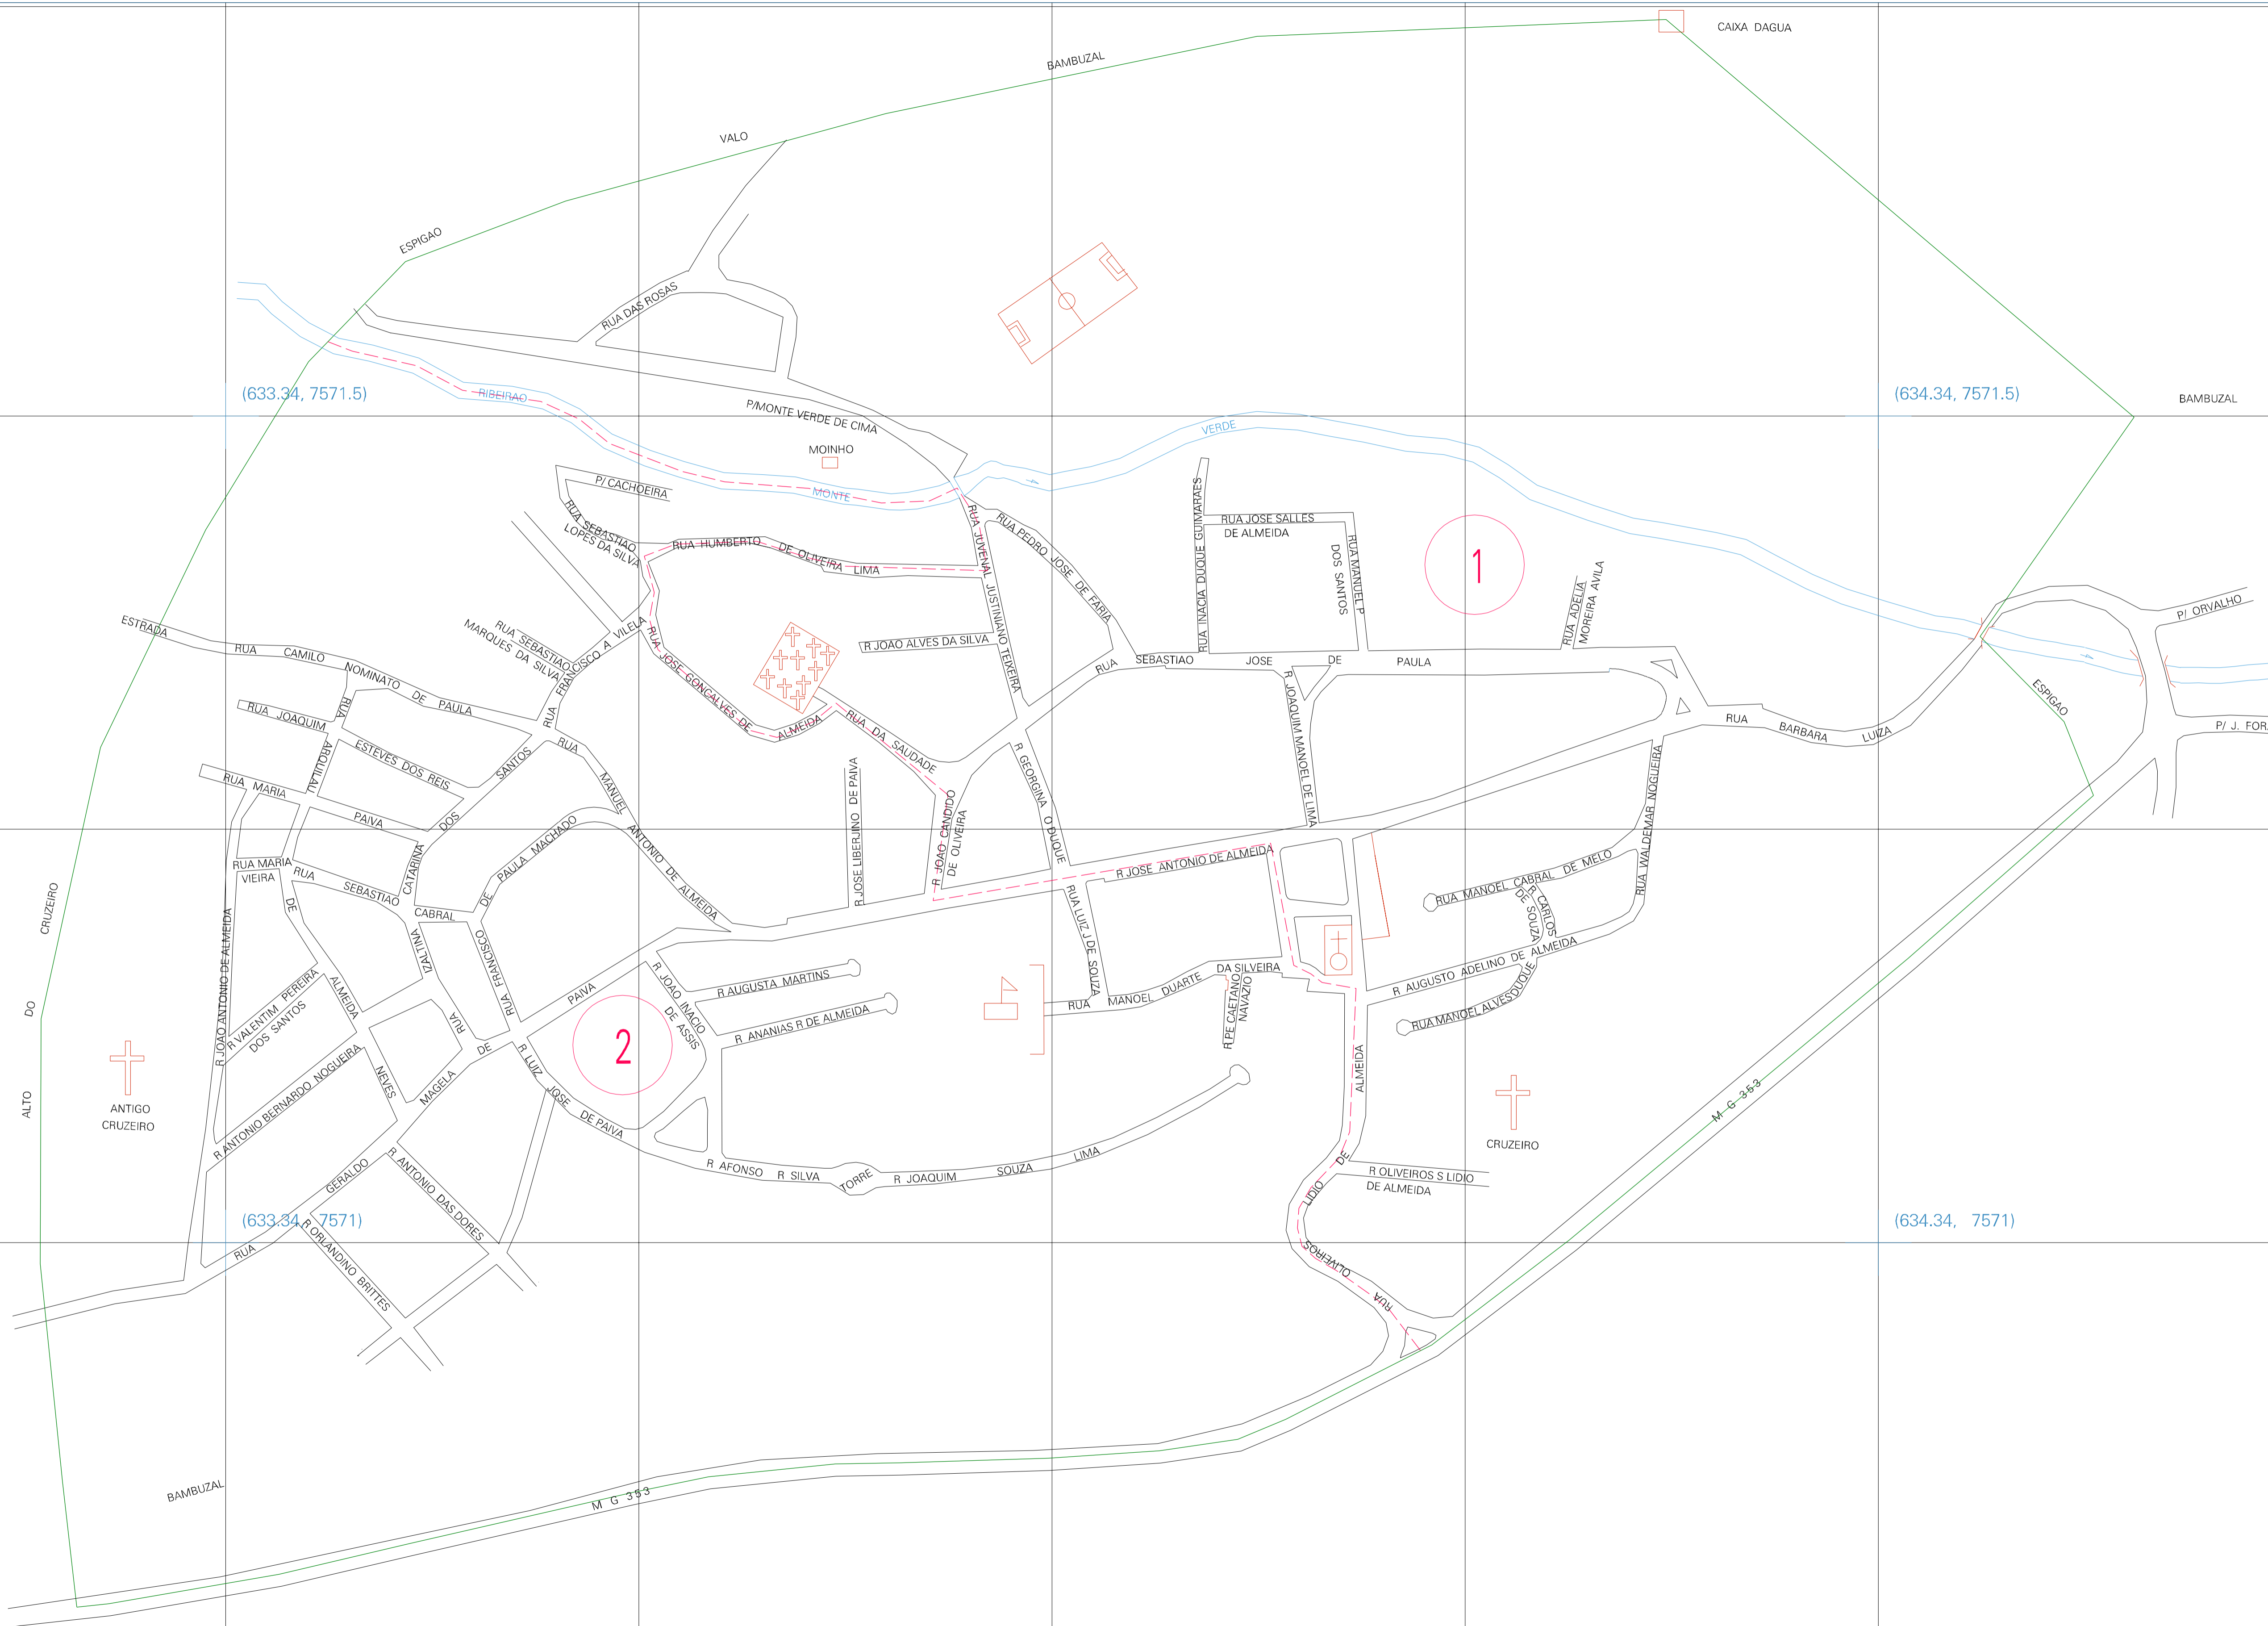 CAIXA DAGUA
BAMBUZAL
VALO
ESPIGAO
RUA DAS ROSAS
(633.34, 7571.5)
RIBEIRAO
P/MONTE VERDE DE CIMA
(634.34, 7571.5)
BAMBUZAL
VERDE
MOINHO
MONTE
P/ CACHOEIRA
RUA SEBASTIAO
LOPES DA SILVA
RUA HUMBERTO DE OLIVEIRA LIMA
RUA JUVENAL JUSTINIANO TEIXEIRA
RUA PEDRO JOSE DE FARIA
RUA INACIA DUQUE GUIMARAES
RUA JOSE SALLES
DE ALMEIDA
RUA MANUEL P
DOS SANTOS
1
RUA ADELIA
MOREIRA AVILA
P/ ORVALHO
ESTRADA
RUA CAMILO NOMINATO DE PAULA
RUA SEBASTIAO
MARQUES DA SILVA
RUA FRANCISCO A VILELA
RUA JOSE GONCALVES DE ALMEIDA
R JOAO ALVES DA SILVA
RUA SEBASTIAO JOSE DE PAULA
R JOAQUIM MANOEL DE LIMA
ESPIGAO
RUA JOAQUIM ESTEVES DOS REIS
RUA ARQUILAU DE ALMEIDA NEVES
RUA DA SAUDADE
RUA BARBARA LUIZA
P/ J. FORA
RUA MARIA PAIVA
RUA IZALTINA CATARINA DOS SANTOS
RUA MANUEL ANTONIO DE ALMEIDA
R JOSE LIBERJINO DE PAIVA
R JOAO CANDIDO
DE OLIVEIRA
R GEORGINA O DUQUE
RUA WALDEMAR NOGUEIRA
RUA MARIA
VIEIRA
RUA SEBASTIAO CABRAL
RUA FRANCISCO DE PAULA MACHADO
R JOSE ANTONIO DE ALMEIDA
RUA MANOEL CABRAL DE MELO
R CARLOS
DE SOUZA
ALTO DO CRUZEIRO
R JOAO ANTONIO DE ALMEIDA
RUA LUIZ J DE SOUZA
R AUGUSTO ADELINO DE ALMEIDA
R VALENTIM PEREIRA
DOS SANTOS
R AUGUSTA MARTINS
R JOAO INACIO
DE ASSIS
R ANANIAS R DE ALMEIDA
RUA MANOEL DUARTE DA SILVEIRA
R PE CAETANO
NAVAZIO
RUA MANOEL ALVES DUQUE
2
ANTIGO
CRUZEIRO
R ANTONIO BERNARDO NOGUEIRA
RUA GERALDO MAGELA DE PAIVA
R LUIZ JOSE DE PAIVA
CRUZEIRO
M G 353
R AFONSO R SILVA
TORRE
R JOAQUIM SOUZA LIMA
R OLIVEIROS S LIDIO
DE ALMEIDA
RUA OLIVEIROS LIDIO DE ALMEIDA
R ANTONIO DAS DORES
(633.34, 7571)
(634.34, 7571)
R ORLANDINO BRITTES
BAMBUZAL
M G 353